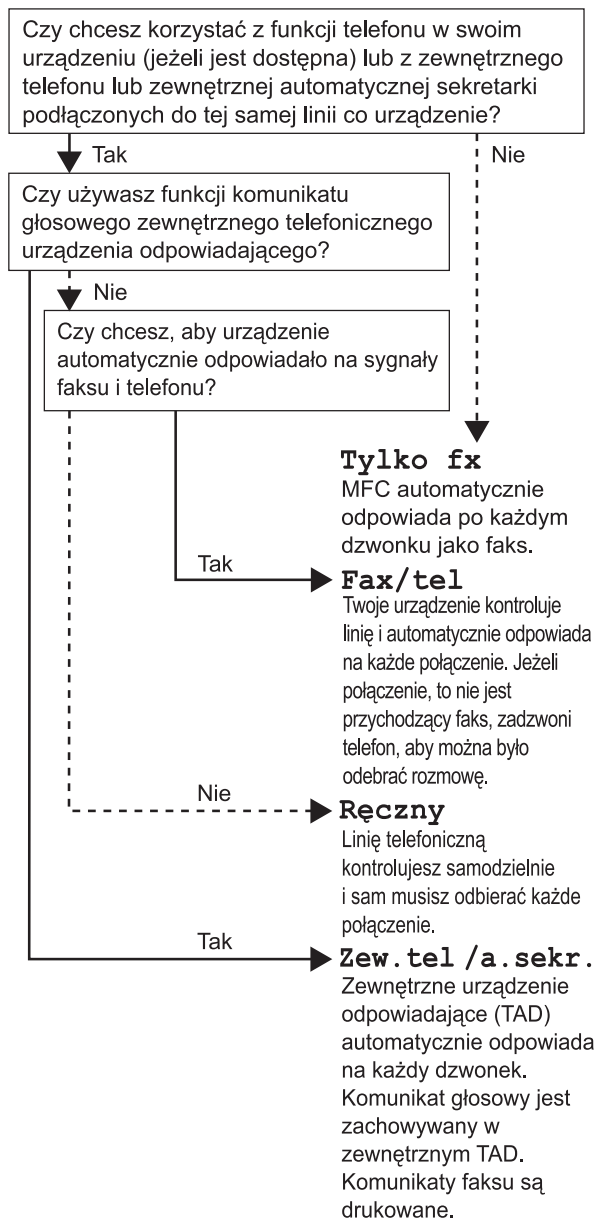 Czy chcesz korzystać z funkcji telefonu w swoim
urządzeniu (jeżeli jest dostępna) lub z zewnętrznego
telefonu lub zewnętrznej automatycznej sekretarki
podłączonych do tej samej linii co urządzenie?
Tak
Nie
Czy używasz funkcji komunikatu
głosowego zewnętrznego telefonicznego
urządzenia odpowiadającego?
Nie
Czy chcesz, aby urządzenie
automatycznie odpowiadało na sygnały
faksu i telefonu?
Tylko fx
MFC automatycznie
odpowiada po każdym
dzwonku jako faks.
Tak
Fax/tel
Twoje urządzenie kontroluje
linię i automatycznie odpowiada
na każde połączenie. Jeżeli
połączenie, to nie jest
przychodzący faks, zadzwoni
telefon, aby można było
odebrać rozmowę.
Nie
Ręczny
Linię telefoniczną
kontrolujesz samodzielnie
i sam musisz odbierać każde
połączenie.
Tak
Zew.tel /a.sekr.
Zewnętrzne urządzenie
odpowiadające (TAD)
automatycznie odpowiada
na każdy dzwonek.
Komunikat głosowy jest
zachowywany w
zewnętrznym TAD.
Komunikaty faksu są
drukowane.